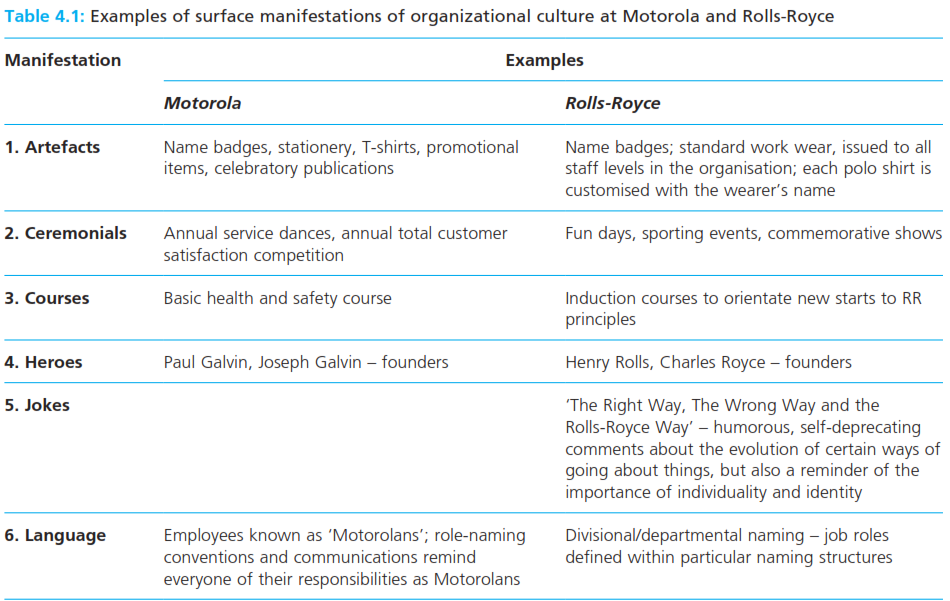 Table 4.1: Examples of surface manifestations of organizational culture at Motorola and Rolls-Royce
Manifestation Examples
Motorola Rolls-Royce
1. Artefacts Name badges, stationery, T-shirts, promotional Name badges; standard work wear, issued to all
items, celebratory publications staff levels in the organisation; each polo shirt is
customised with the wearer’s name
2. Ceremonials Annual service dances, annual total customer Fun days, sporting events, commemorative shows
satisfaction competition
3. Courses Basic health and safety course Induction courses to orientate new starts to RR
principles
4. Heroes Paul Galvin, Joseph Galvin – founders Henry Rolls, Charles Royce – founders
5. Jokes ‘The Right Way, The Wrong Way and the
Rolls-Royce Way’ – humorous, self-deprecating
comments about the evolution of certain ways of
going about things, but also a reminder of the
importance of individuality and identity
6. Language Employees known as ‘Motorolans’; role-naming Divisional/departmental naming – job roles
conventions and communications remind defined within particular naming structures
everyone of their responsibilities as Motorolans